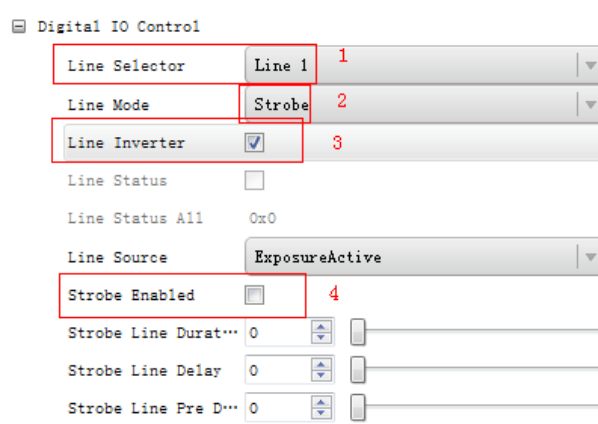 Digital IO Control
Line Selector Line 1 1
Line Mode Strobe 2
Line Inverter 3
Line Status
Line Status All 0x0
Line Source ExposureActive
Strobe Enabled 4
Strobe Line Durat··· 0
Strobe Line Delay 0
Strobe Line Pre D··· 0